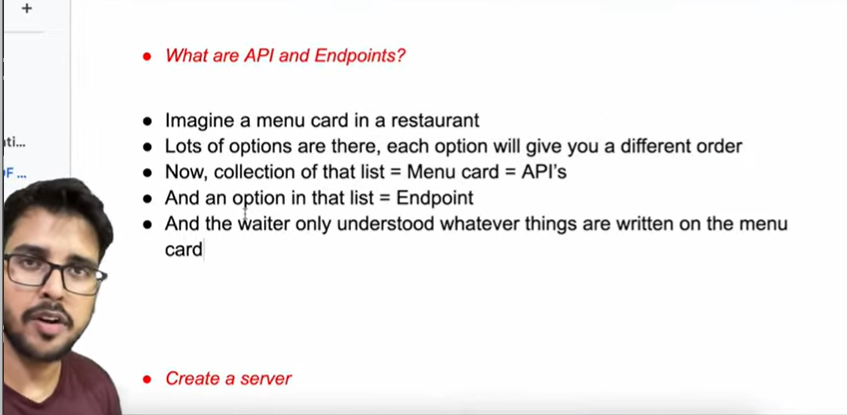 +
• What are API and Endpoints?
• Imagine a menu card in a restaurant
• Lots of options are there, each option will give you a different order
ti...
• Now, collection of that list = Menu card = API's
F ...
• And an option in that list = Endpoint
• And the waiter only understood whatever things are written on the menu
card
• Create a server